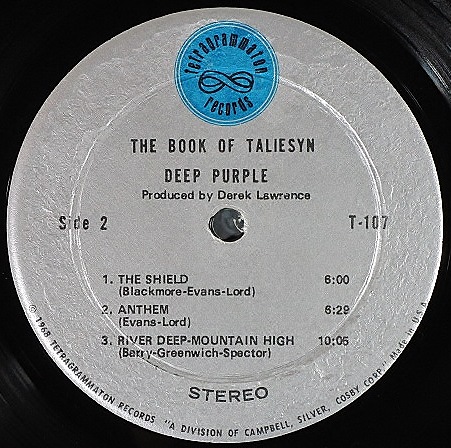 tetragrammaton
records
THE BOOK OF TALIESYN
DEEP PURPLE
Produced by Derek Lawrence
Side 2
T-107
1. THE SHIELD 6:00
(Blackmore-Evans-Lord)
2. ANTHEM 6:29
(Evans-Lord)
3. RIVER DEEP-MOUNTAIN HIGH 10:05
(Barry-Greenwich-Spector)
STEREO
© 1968 TETRAGRAMMATON RECORDS "A DIVISION OF CAMPBELL, SILVER, COSBY CORP." Made in U.S.A.